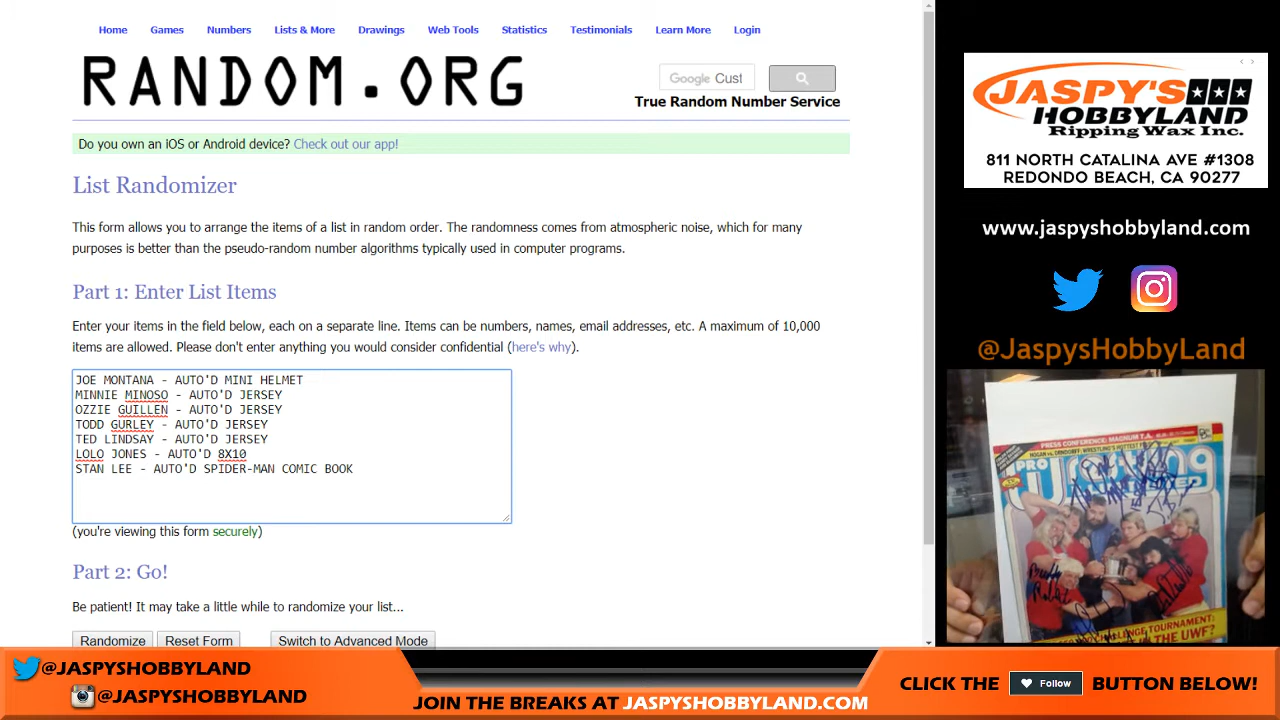 Home Games Numbers Lists & More Drawings Web Tools Statistics Testimonials Learn More Login
RANDOM.ORG
Google Cust
True Random Number Service
Do you own an iOS or Android device? Check out our app!
List Randomizer
This form allows you to arrange the items of a list in random order. The randomness comes from atmospheric noise, which for many
purposes is better than the pseudo-random number algorithms typically used in computer programs.
Part 1: Enter List Items
Enter your items in the field below, each on a separate line. Items can be numbers, names, email addresses, etc. A maximum of 10,000
items are allowed. Please don't enter anything you would consider confidential (here's why).
JOE MONTANA - AUTO'D MINI HELMET
MINNIE MINOSO - AUTO'D JERSEY
OZZIE GUILLEN - AUTO'D JERSEY
TODD GURLEY - AUTO'D JERSEY
TED LINDSAY - AUTO'D JERSEY
LOLO JONES - AUTO'D 8X10
STAN LEE - AUTO'D SPIDER-MAN COMIC BOOK
(you're viewing this form securely)
Part 2: Go!
Be patient! It may take a little while to randomize your list...
Randomize Reset Form Switch to Advanced Mode
JASPY'S
HOBBYLAND
Ripping Wax Inc.
811 NORTH CATALINA AVE #1308
REDONDO BEACH, CA 90277
www.jaspyshobbyland.com
@JaspysHobbyLand
PRESS CONFERENCE: MAGNUM T.A.
PRO
CHALLENGE TOURNAMENT:
IN THE UWF?
@JASPYSHOBBYLAND
@JASPYSHOBBYLAND
JOIN THE BREAKS AT JASPYSHOBBYLAND.COM
CLICK THE Follow BUTTON BELOW!